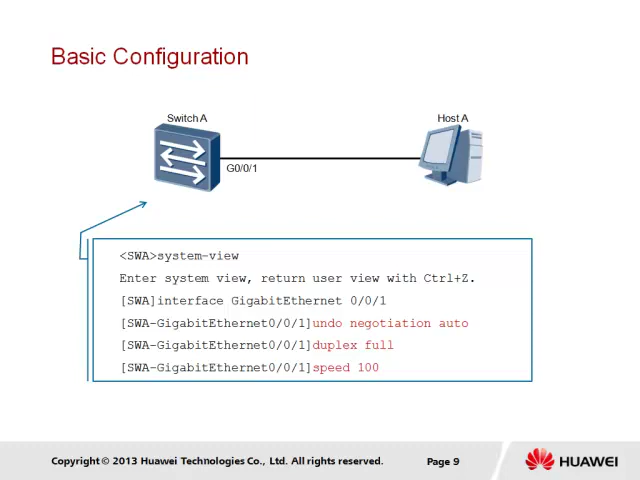 Basic Configuration
Switch A
Host A
G0/0/1
<SWA>system-view
Enter system view, return user view with Ctrl+Z.
[SWA]interface GigabitEthernet 0/0/1
[SWA-GigabitEthernet0/0/1]undo negotiation auto
[SWA-GigabitEthernet0/0/1]duplex full
[SWA-GigabitEthernet0/0/1]speed 100
Copyright © 2013 Huawei Technologies Co., Ltd. All rights reserved.
Page 9
HUAWEI